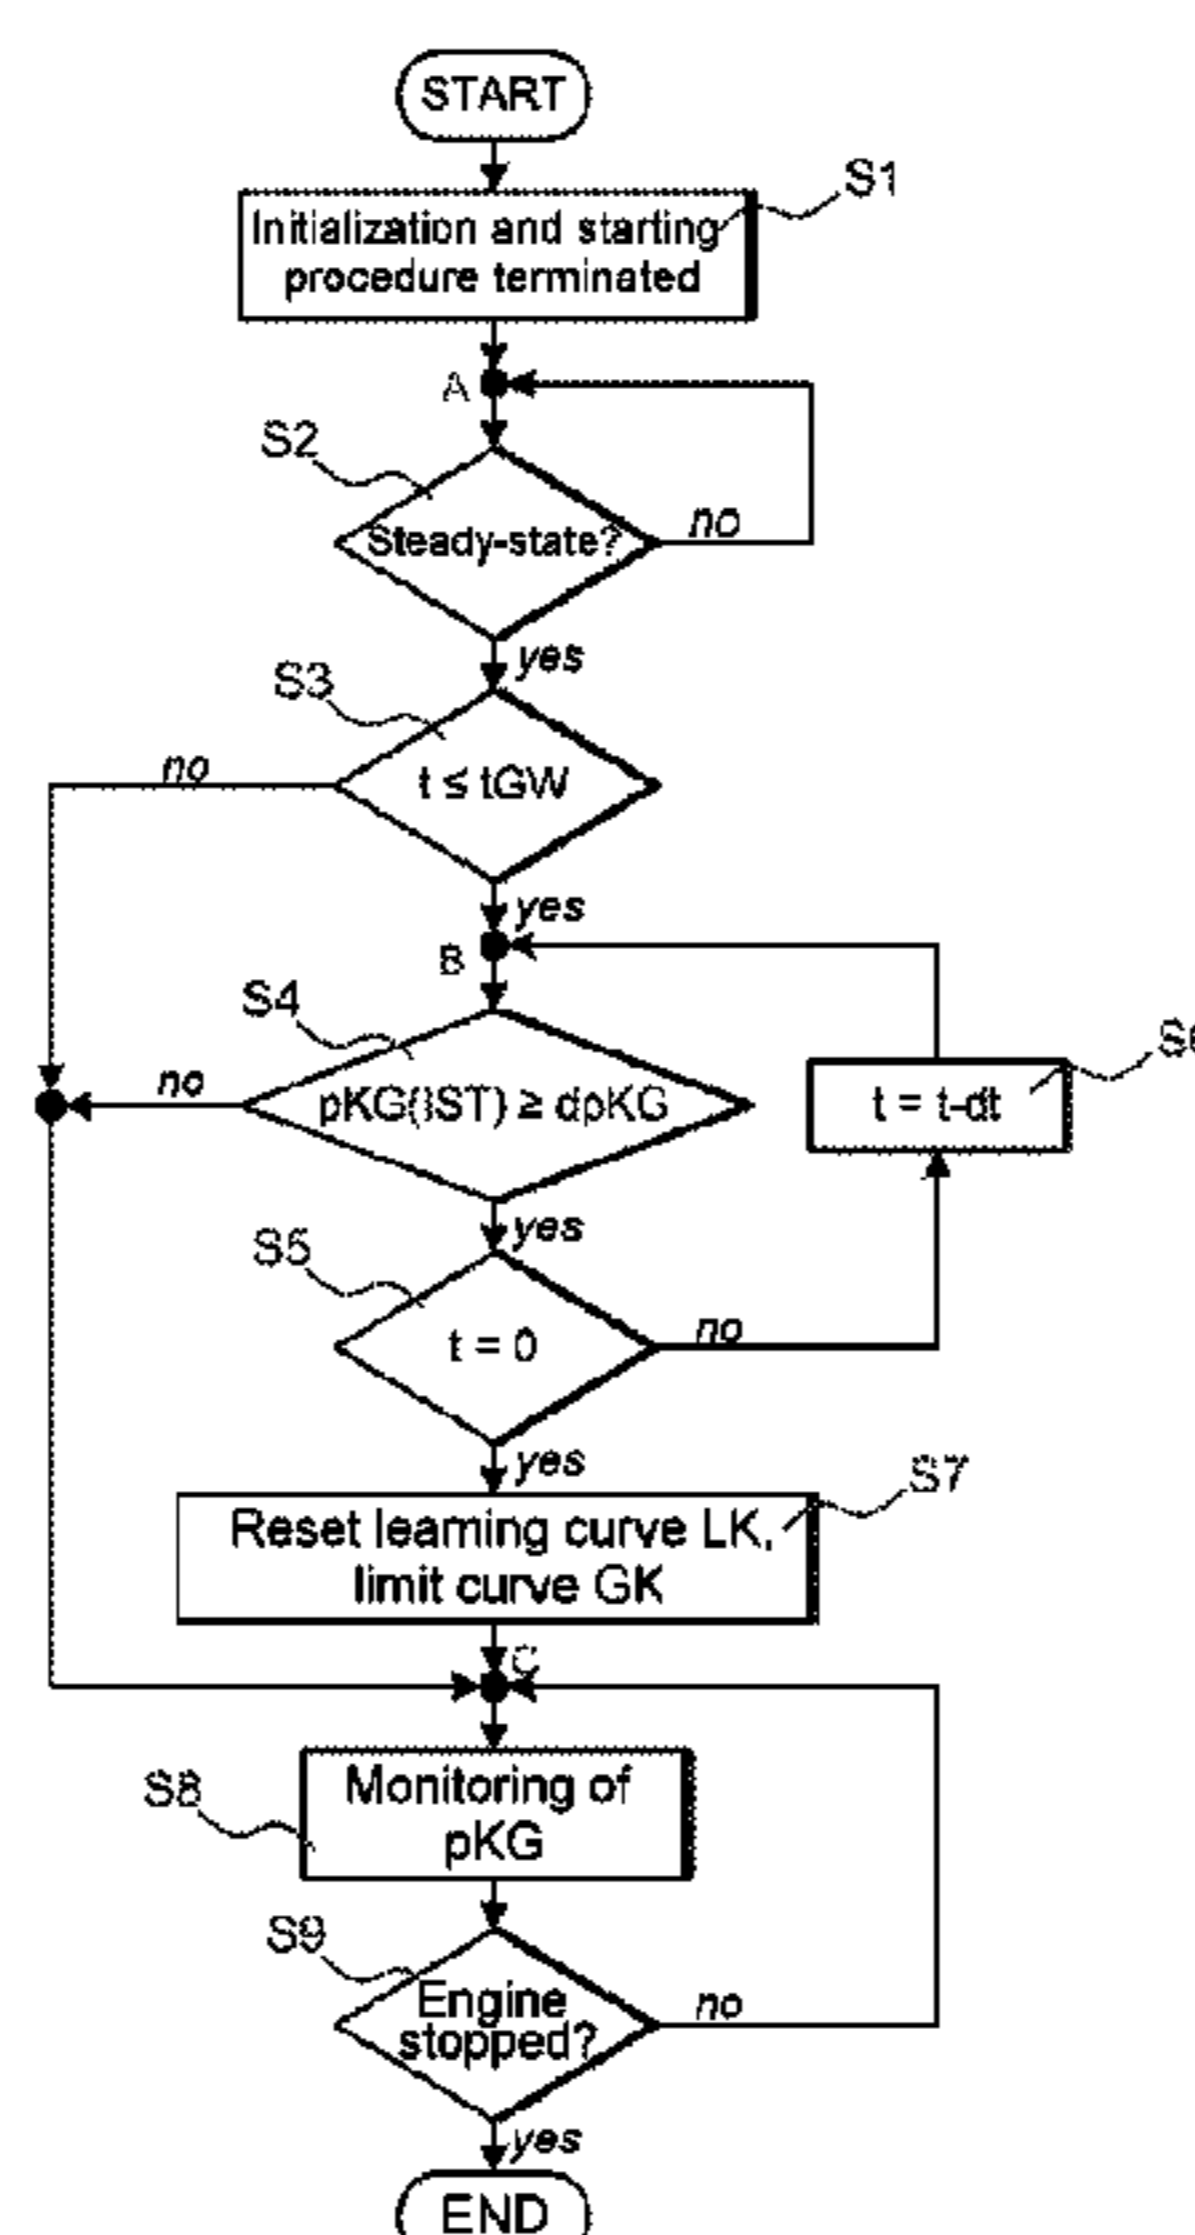 START
S1
Initialization and starting
procedure terminated
A
S2
Steady-state?
no
yes
S3
t ≤ tGW
no
yes
B
S4
pKG(IST) ≥ dpKG
no
t = t-dt
yes
S5
t = 0
no
yes
S7
Reset learning curve LK,
limit curve GK
C
S8
Monitoring of
pKG
S9
Engine
stopped?
no
yes
END